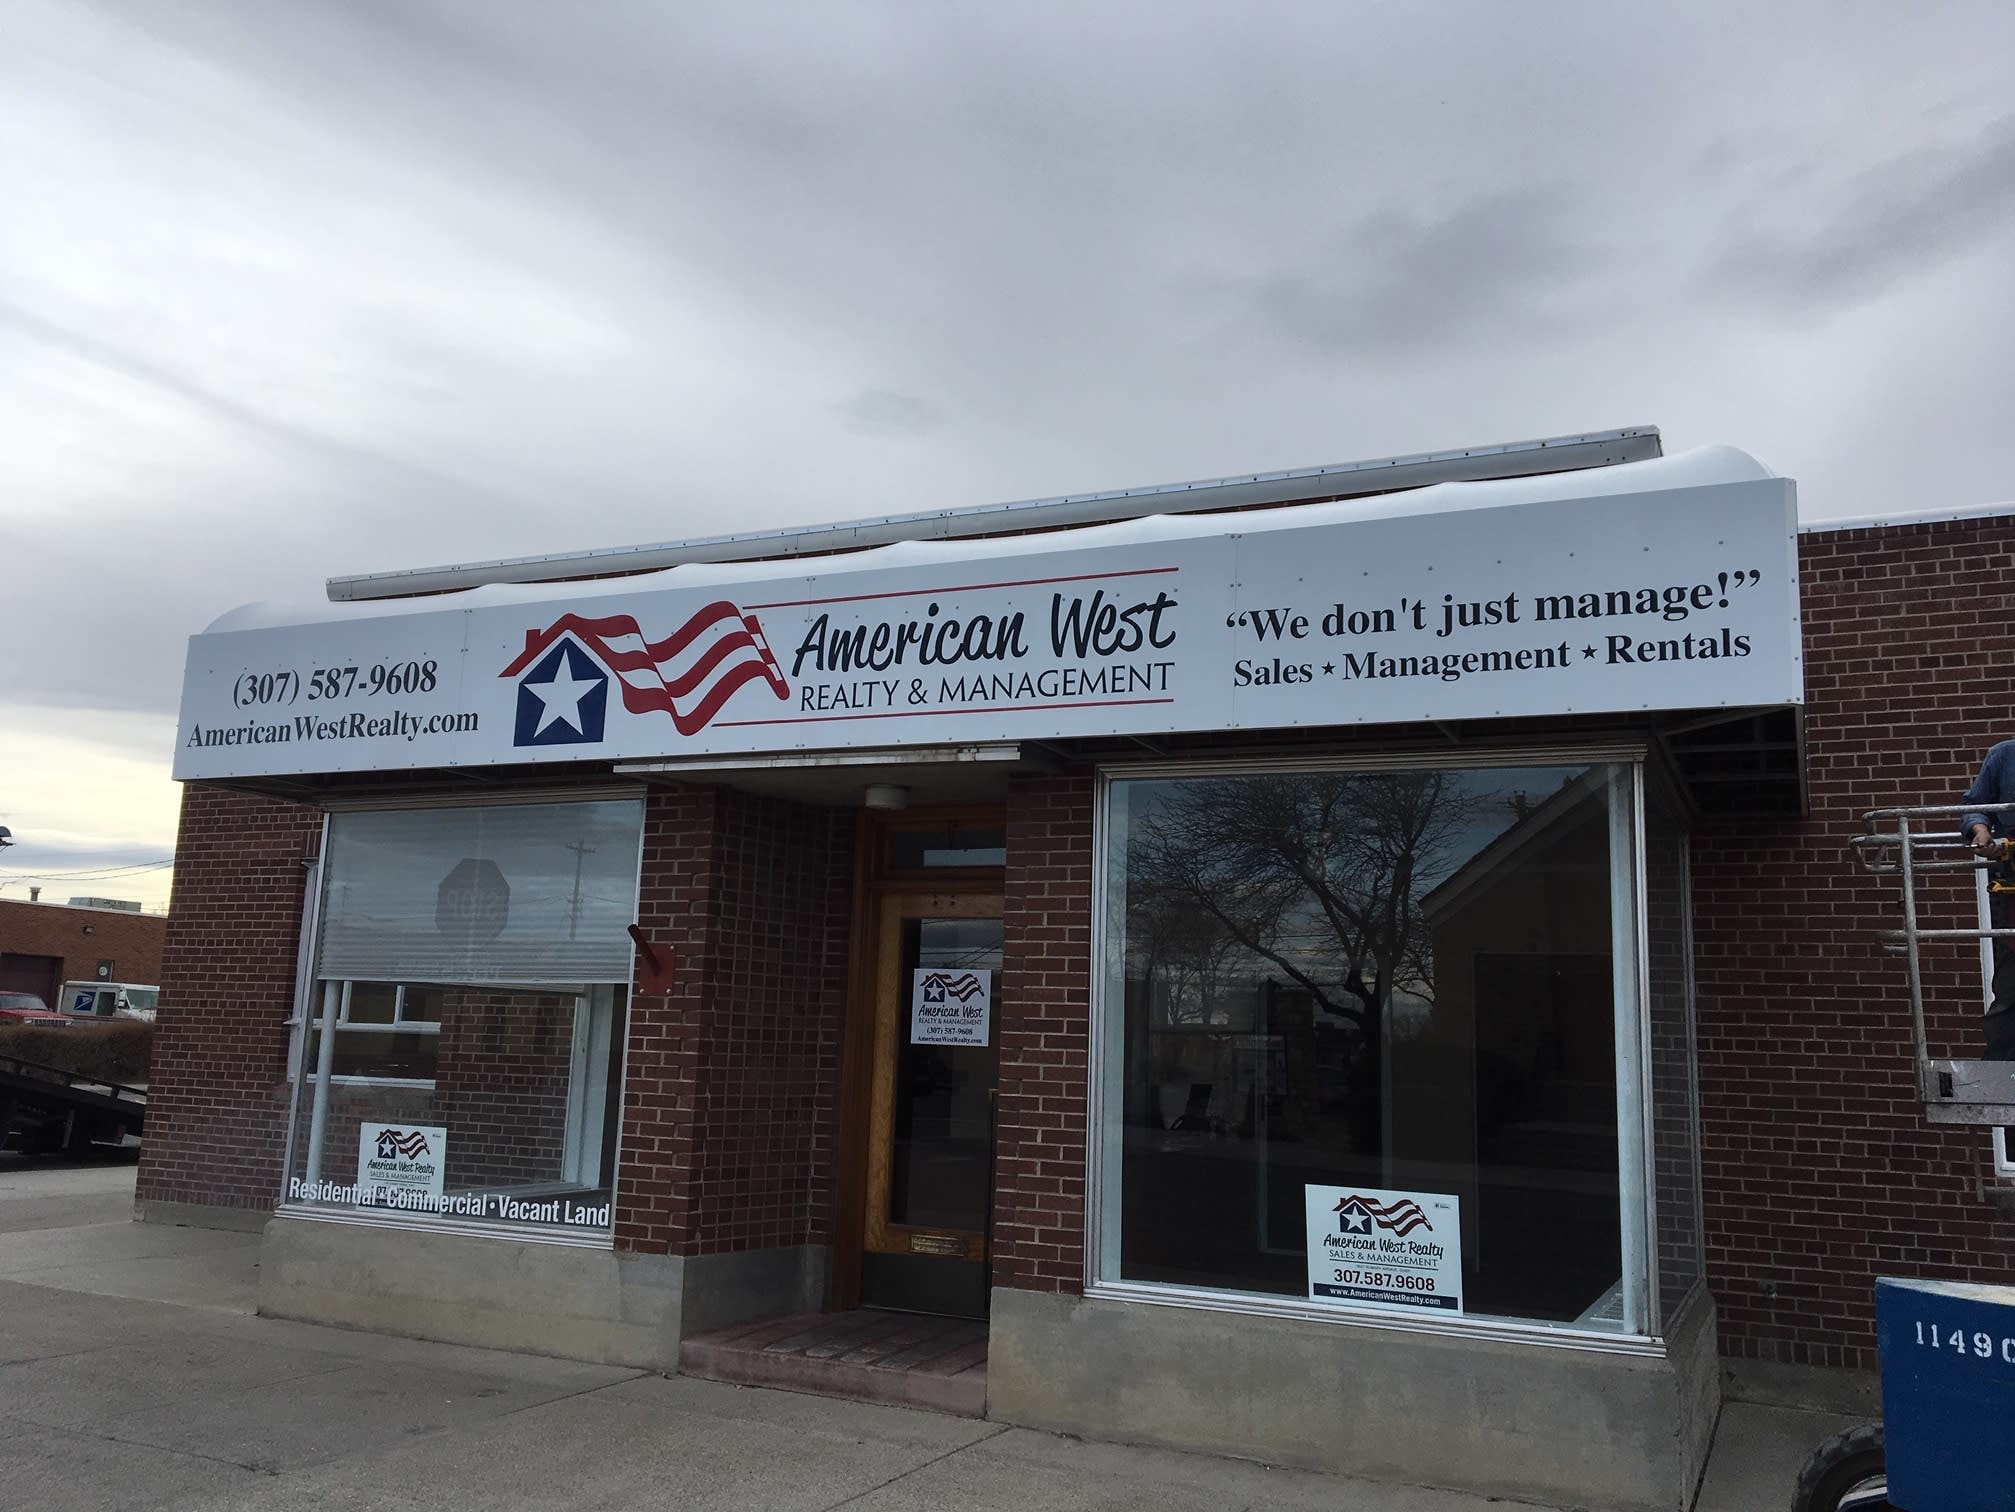 (307) 587-9608
AmericanWestRealty.com
American West
REALTY & MANAGEMENT
“We don't just manage!”
Sales ★ Management ★ Rentals
American West
REALTY & MANAGEMENT
(307) 587-9608
AmericanWestRealty.com
American West Realty
SALES & MANAGEMENT
Residential · Commercial · Vacant Land
American West Realty
SALES & MANAGEMENT
307.587.9608
www.AmericanWestRealty.com
STOP
11490